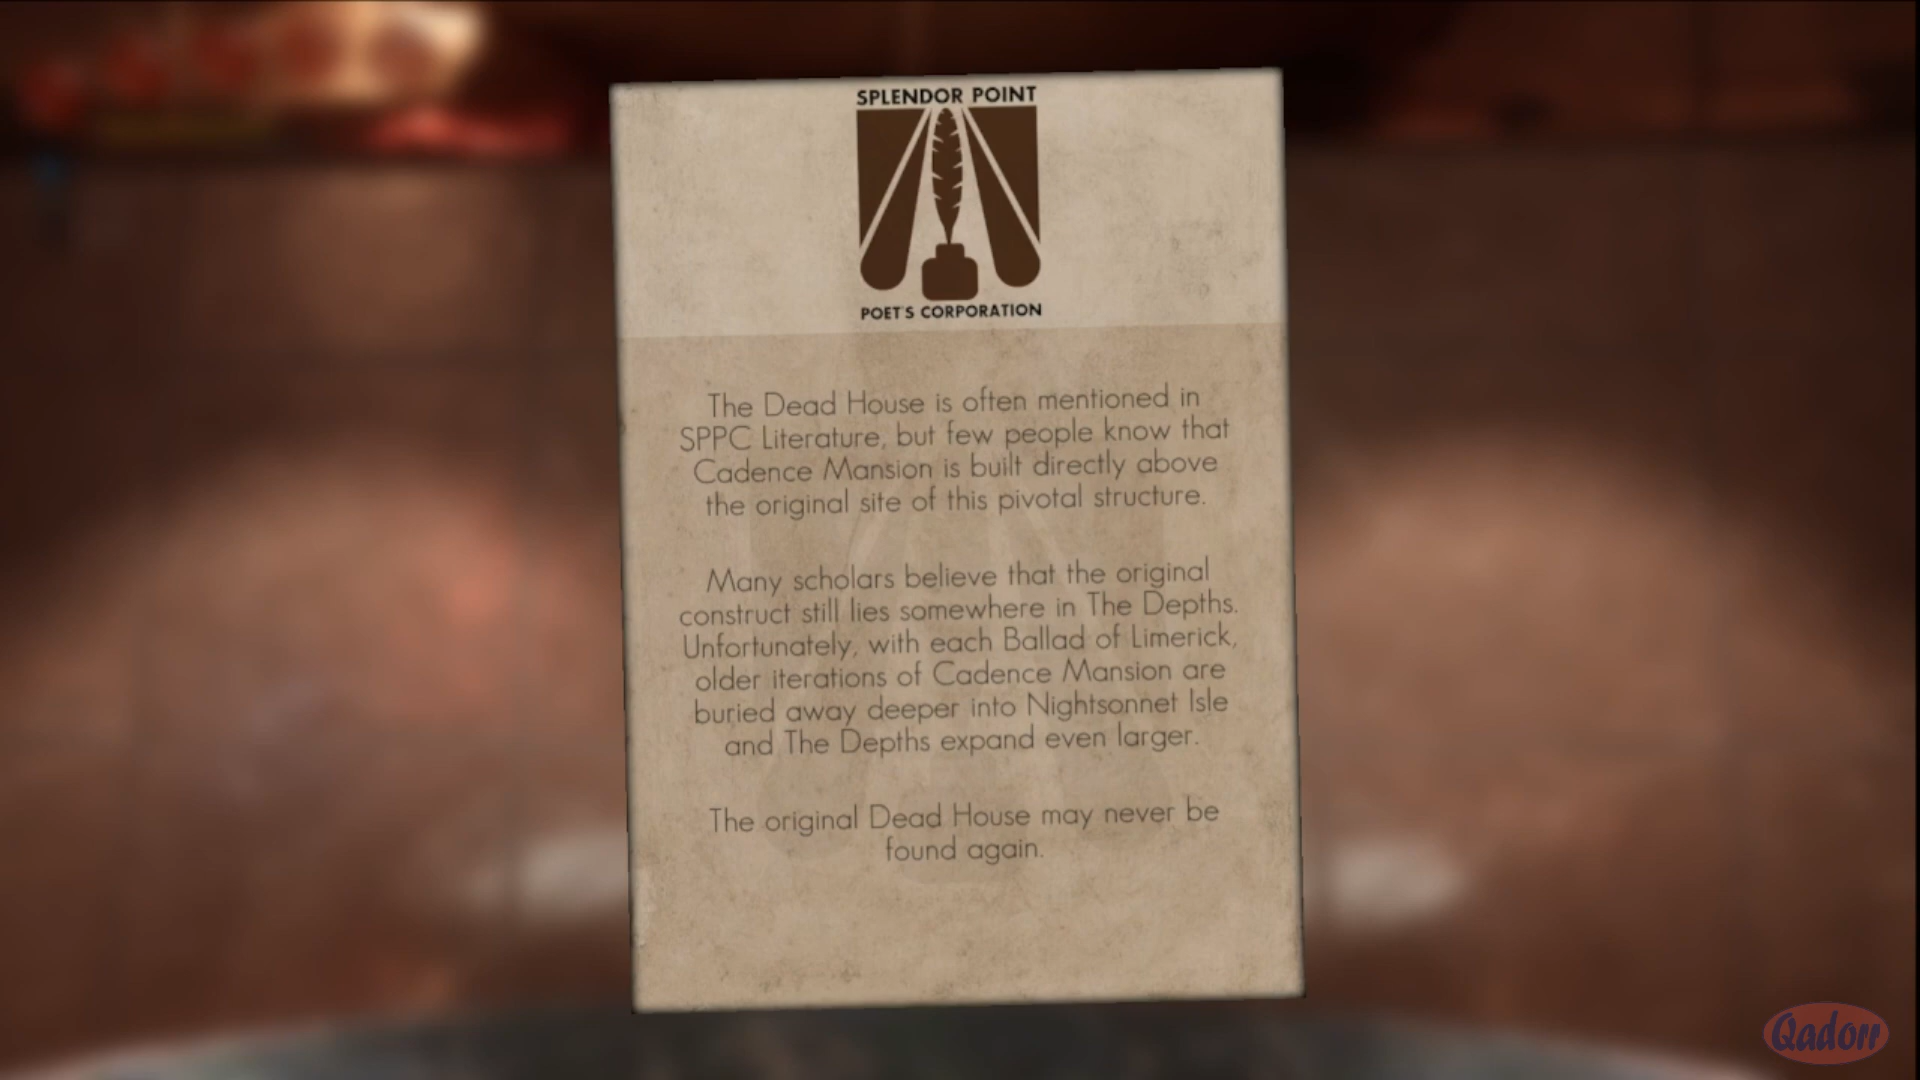 SPLENDOR POINT
POET'S CORPORATION
The Dead House is often mentioned in
SPPC Literature, but few people know that
Cadence Mansion is built directly above
the original site of this pivotal structure.
Many scholars believe that the original
construct still lies somewhere in The Depths.
Unfortunately, with each Ballad of Limerick,
older iterations of Cadence Mansion are
buried away deeper into Nightsonnet Isle
and The Depths expand even larger.
The original Dead House may never be
found again.
Qadorr